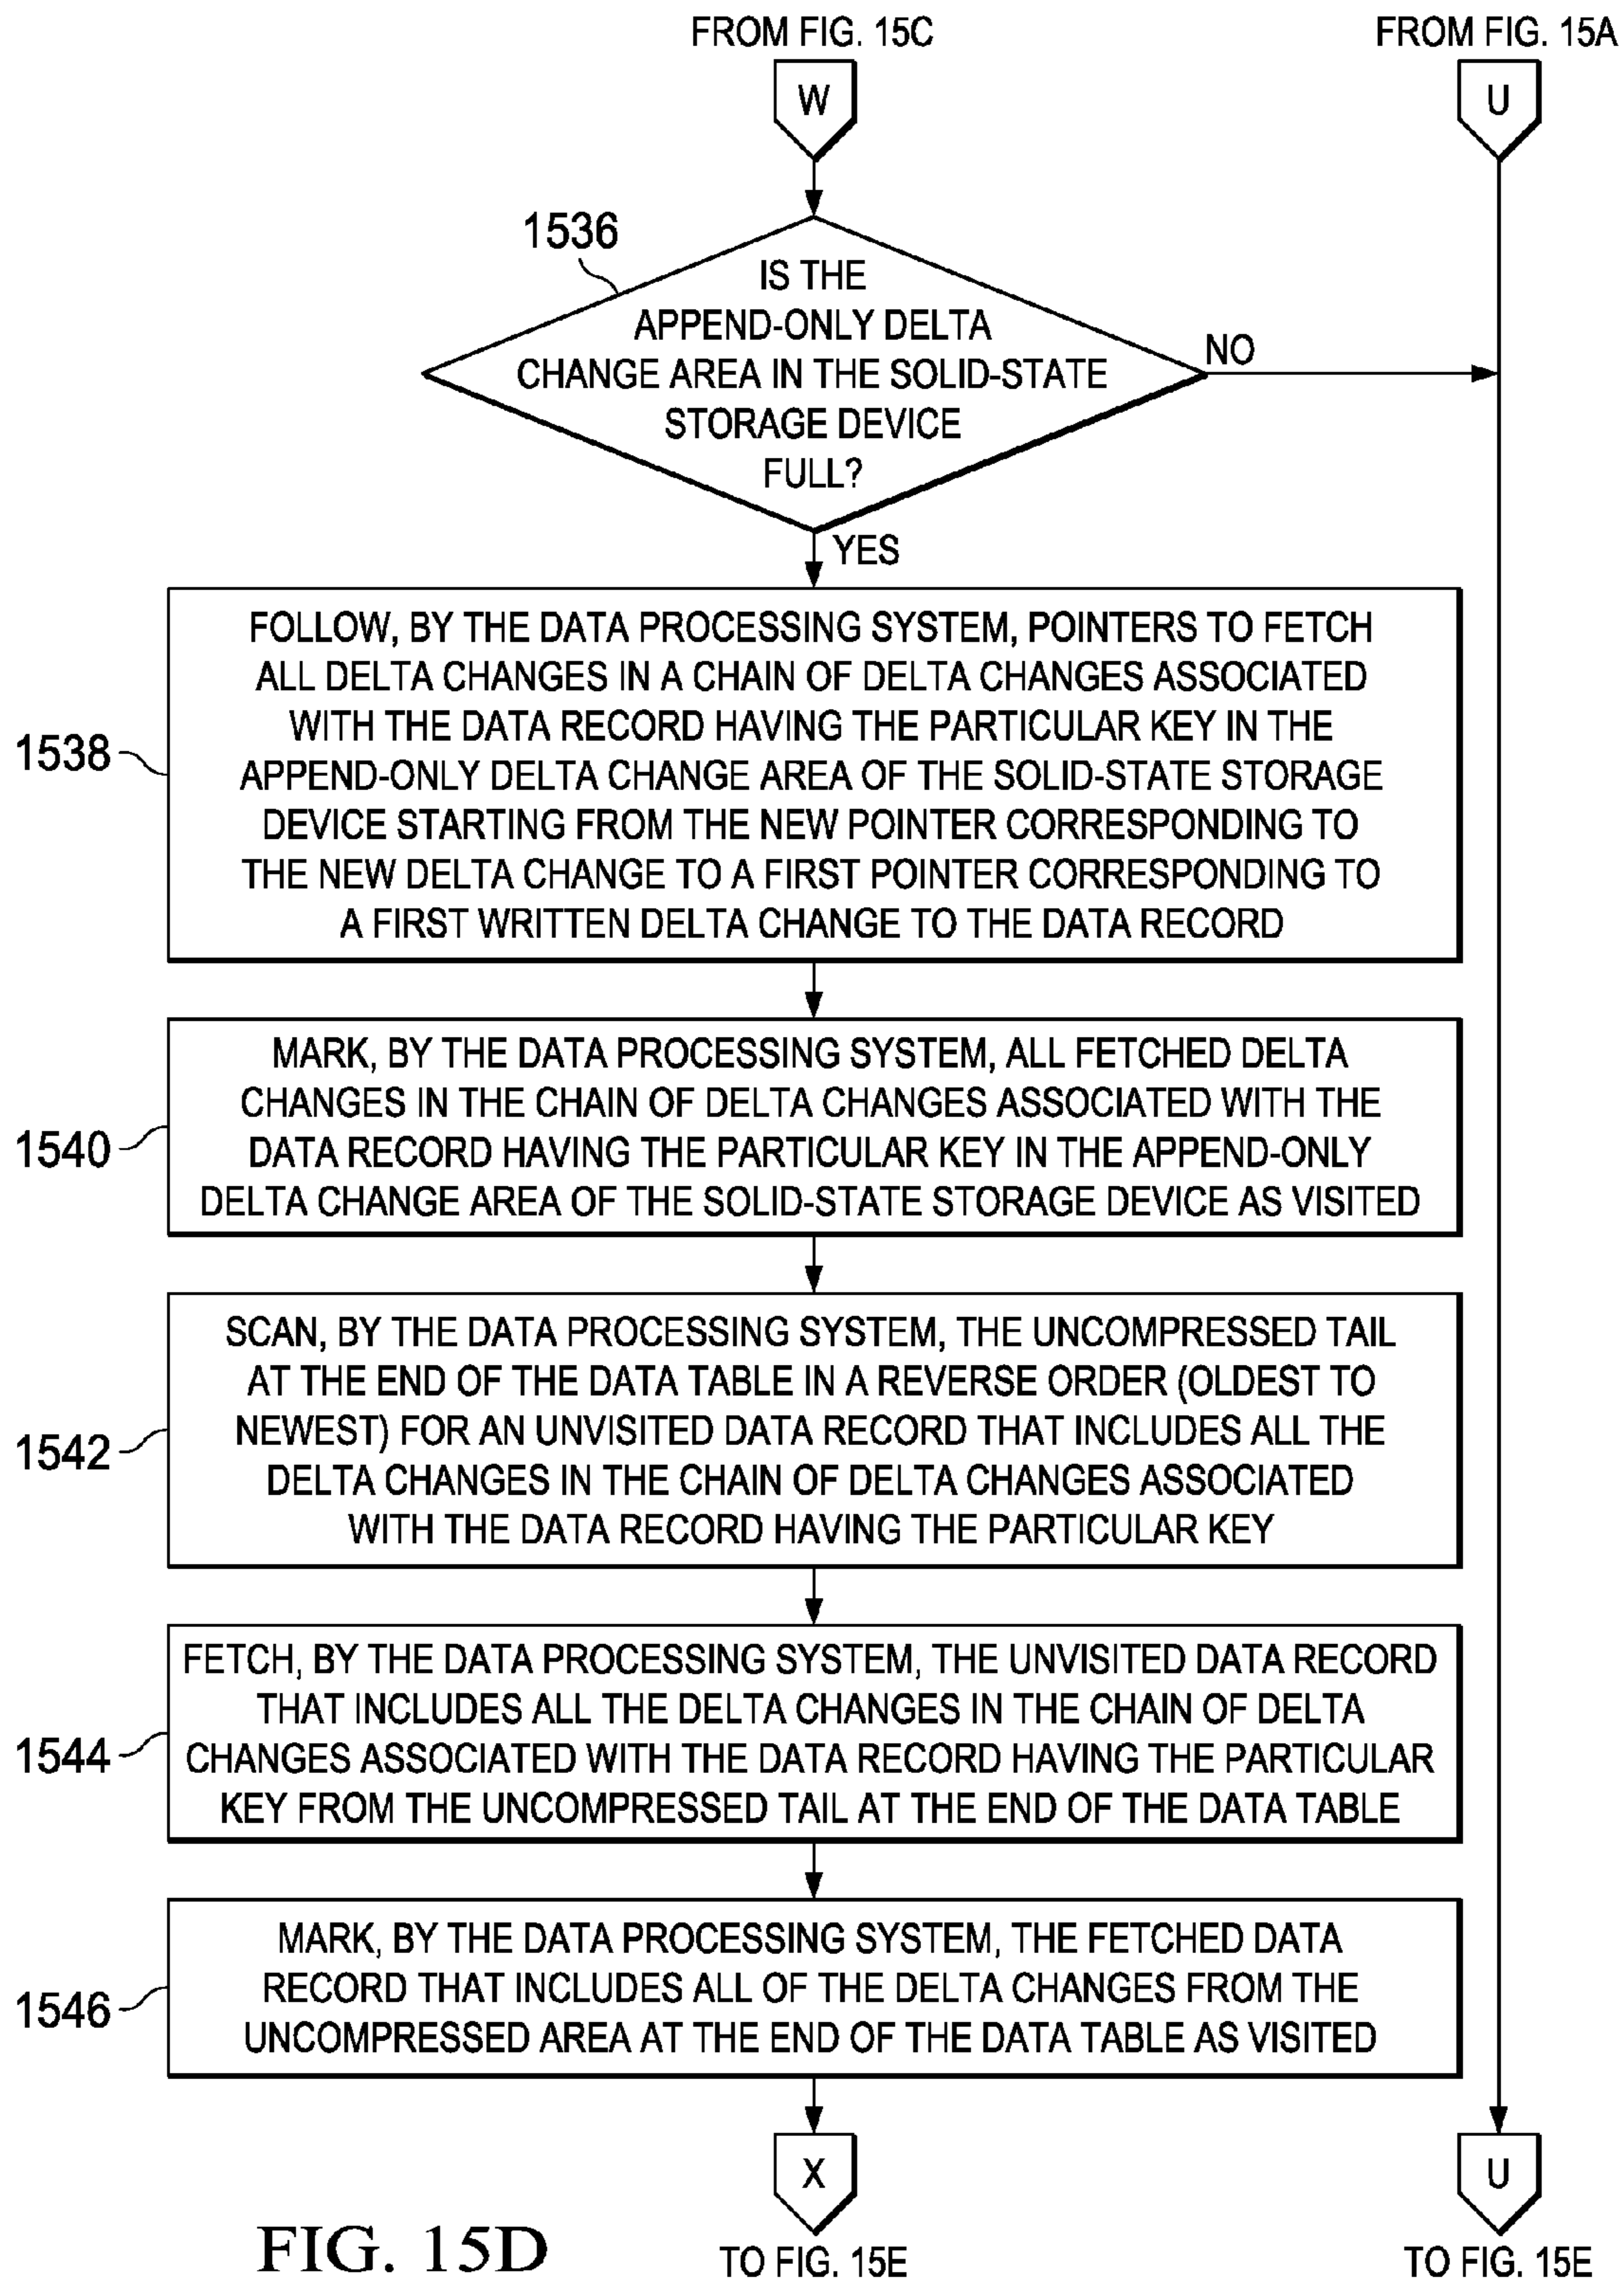 FROM FIG. 15C
FROM FIG. 15A
W
U
1536
IS THE
APPEND-ONLY DELTA
CHANGE AREA IN THE SOLID-STATE
STORAGE DEVICE
FULL?
NO
YES
1538
FOLLOW, BY THE DATA PROCESSING SYSTEM, POINTERS TO FETCH
ALL DELTA CHANGES IN A CHAIN OF DELTA CHANGES ASSOCIATED
WITH THE DATA RECORD HAVING THE PARTICULAR KEY IN THE
APPEND-ONLY DELTA CHANGE AREA OF THE SOLID-STATE STORAGE
DEVICE STARTING FROM THE NEW POINTER CORRESPONDING TO
THE NEW DELTA CHANGE TO A FIRST POINTER CORRESPONDING TO
A FIRST WRITTEN DELTA CHANGE TO THE DATA RECORD
1540
MARK, BY THE DATA PROCESSING SYSTEM, ALL FETCHED DELTA
CHANGES IN THE CHAIN OF DELTA CHANGES ASSOCIATED WITH THE
DATA RECORD HAVING THE PARTICULAR KEY IN THE APPEND-ONLY
DELTA CHANGE AREA OF THE SOLID-STATE STORAGE DEVICE AS VISITED
1542
SCAN, BY THE DATA PROCESSING SYSTEM, THE UNCOMPRESSED TAIL
AT THE END OF THE DATA TABLE IN A REVERSE ORDER (OLDEST TO
NEWEST) FOR AN UNVISITED DATA RECORD THAT INCLUDES ALL THE
DELTA CHANGES IN THE CHAIN OF DELTA CHANGES ASSOCIATED
WITH THE DATA RECORD HAVING THE PARTICULAR KEY
1544
FETCH, BY THE DATA PROCESSING SYSTEM, THE UNVISITED DATA RECORD
THAT INCLUDES ALL THE DELTA CHANGES IN THE CHAIN OF DELTA
CHANGES ASSOCIATED WITH THE DATA RECORD HAVING THE PARTICULAR
KEY FROM THE UNCOMPRESSED TAIL AT THE END OF THE DATA TABLE
1546
MARK, BY THE DATA PROCESSING SYSTEM, THE FETCHED DATA
RECORD THAT INCLUDES ALL OF THE DELTA CHANGES FROM THE
UNCOMPRESSED AREA AT THE END OF THE DATA TABLE AS VISITED
X
U
FIG. 15D
TO FIG. 15E
TO FIG. 15E